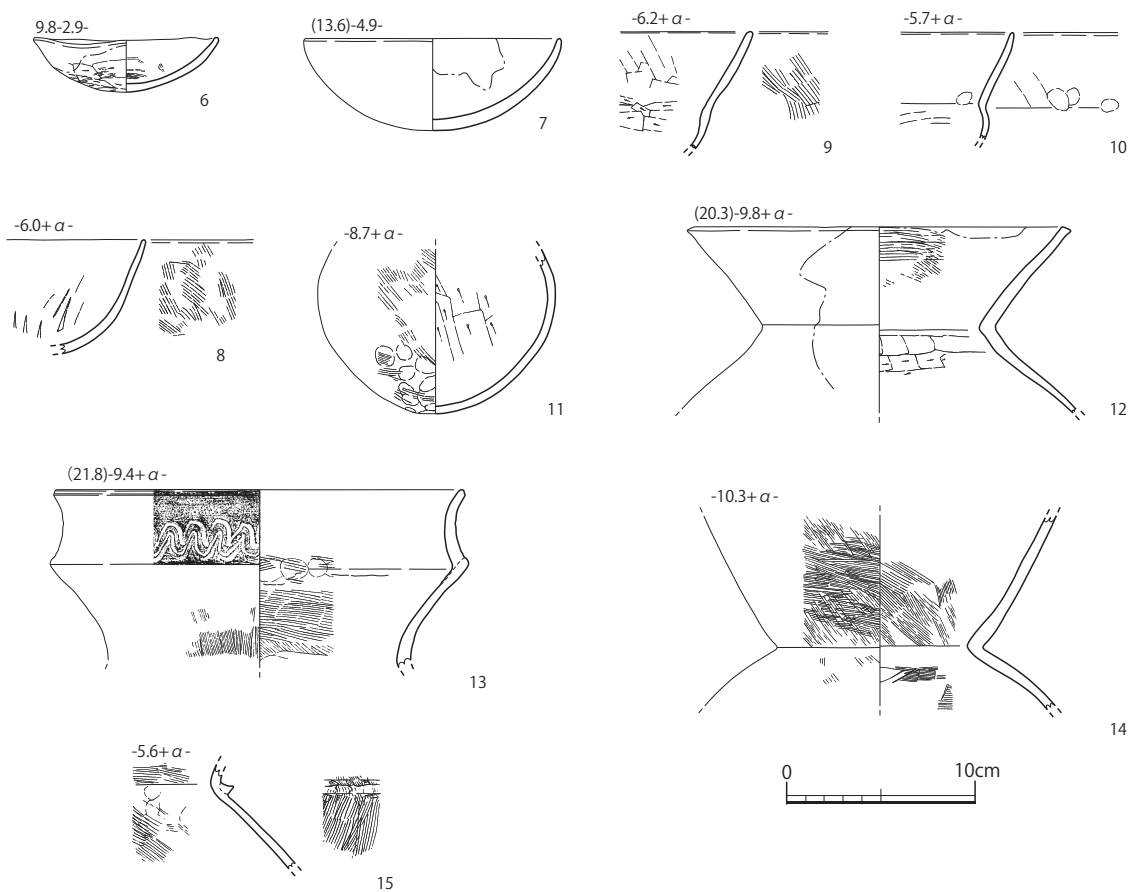 9.8-2.9-
6
(13.6)-4.9-
7
-6.2+α-
9
-5.7+α-
10
-6.0+α-
8
-8.7+α-
11
(20.3)-9.8+α-
12
(21.8)-9.4+α-
13
-10.3+α-
14
-5.6+α-
15
0 10cm